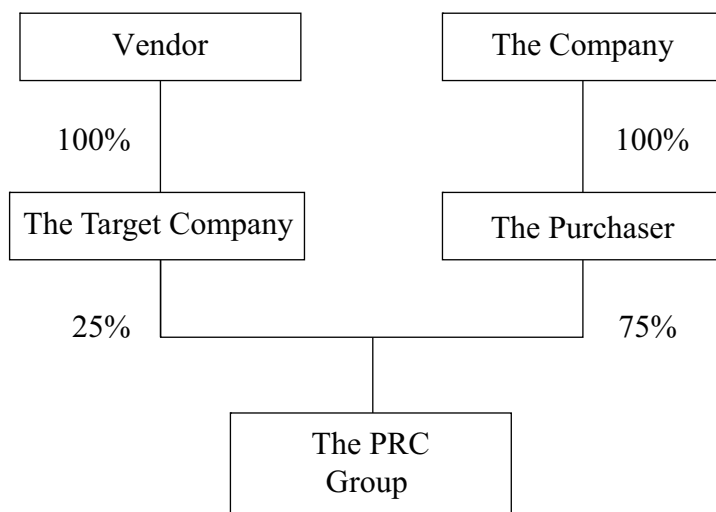 Vendor
The Company
100%
100%
The Target Company
The Purchaser
25%
75%
The PRC
Group